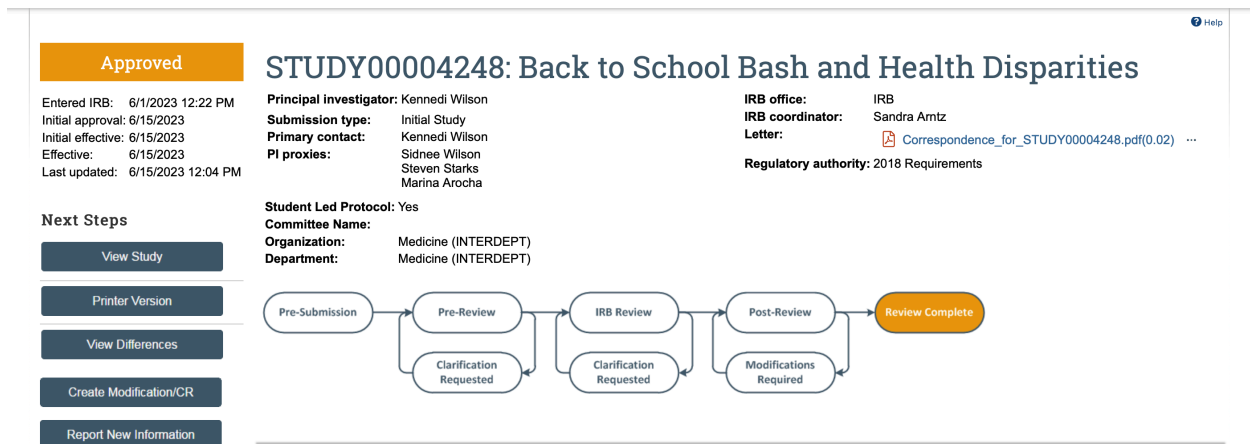 Help
Approved
STUDY00004248: Back to School Bash and Health Disparities
Entered IRB: 6/1/2023 12:22 PM
Initial approval: 6/15/2023
Initial effective: 6/15/2023
Effective: 6/15/2023
Last updated: 6/15/2023 12:04 PM
Principal investigator: Kennedi Wilson
Submission type: Initial Study
Primary contact: Kennedi Wilson
PI proxies: Sidnee Wilson
Steven Starks
Marina Arocha
IRB office: IRB
IRB coordinator: Sandra Arntz
Letter: Correspondence_for_STUDY00004248.pdf(0.02) ...
Regulatory authority: 2018 Requirements
Student Led Protocol: Yes
Committee Name:
Organization: Medicine (INTERDEPT)
Department: Medicine (INTERDEPT)
Next Steps
View Study
Printer Version
View Differences
Create Modification/CR
Report New Information
Pre-Submission
Pre-Review
IRB Review
Post-Review
Review Complete
Clarification
Requested
Clarification
Requested
Modifications
Required